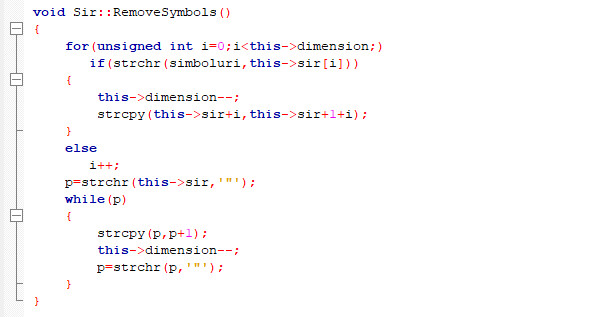 void Sir::RemoveSymbols()
{
for(unsigned int i=0;i<this->dimension;)
if(strchr(simboluri,this->sir[i]))
{
this->dimension--;
strcpy(this->sir+i,this->sir+1+i);
}
else
i++;
p=strchr(this->sir,'"');
while(p)
{
strcpy(p,p+1);
this->dimension--;
p=strchr(p,'"');
}
}